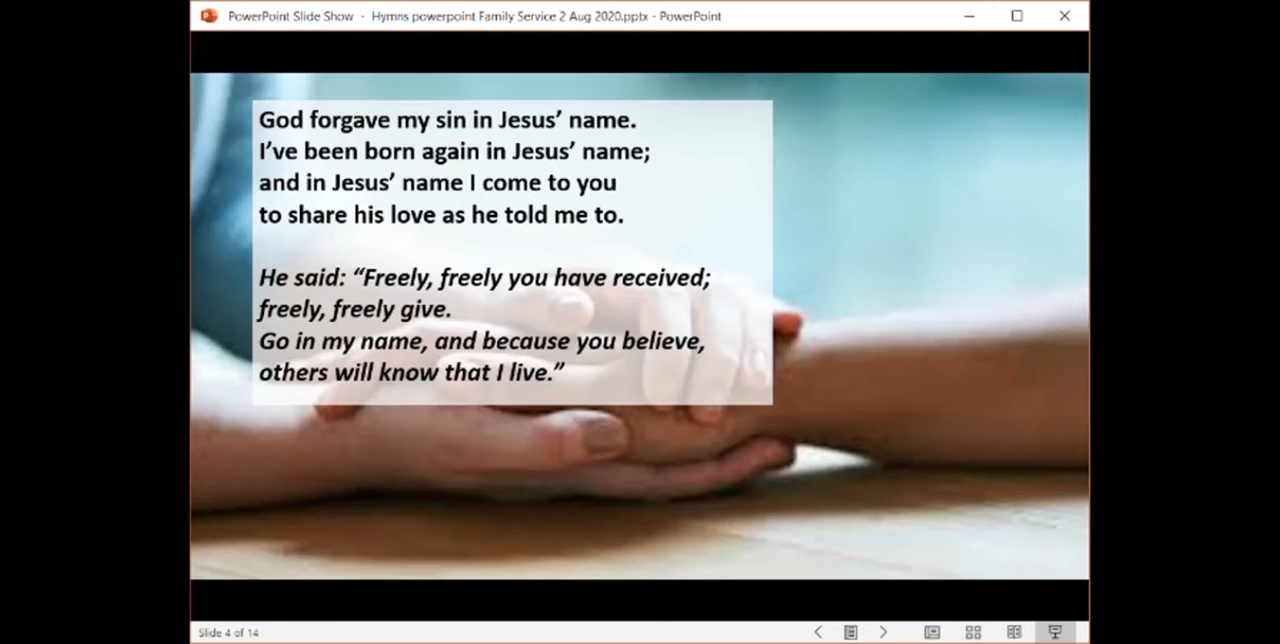 PowerPoint Slide Show - Hymns powerpoint Family Service 2 Aug 2020.pptx - PowerPoint
God forgave my sin in Jesus’ name.
I’ve been born again in Jesus’ name;
and in Jesus’ name I come to you
to share his love as he told me to.
He said: “Freely, freely you have received;
freely, freely give.
Go in my name, and because you believe,
others will know that I live.”
Slide 4 of 14